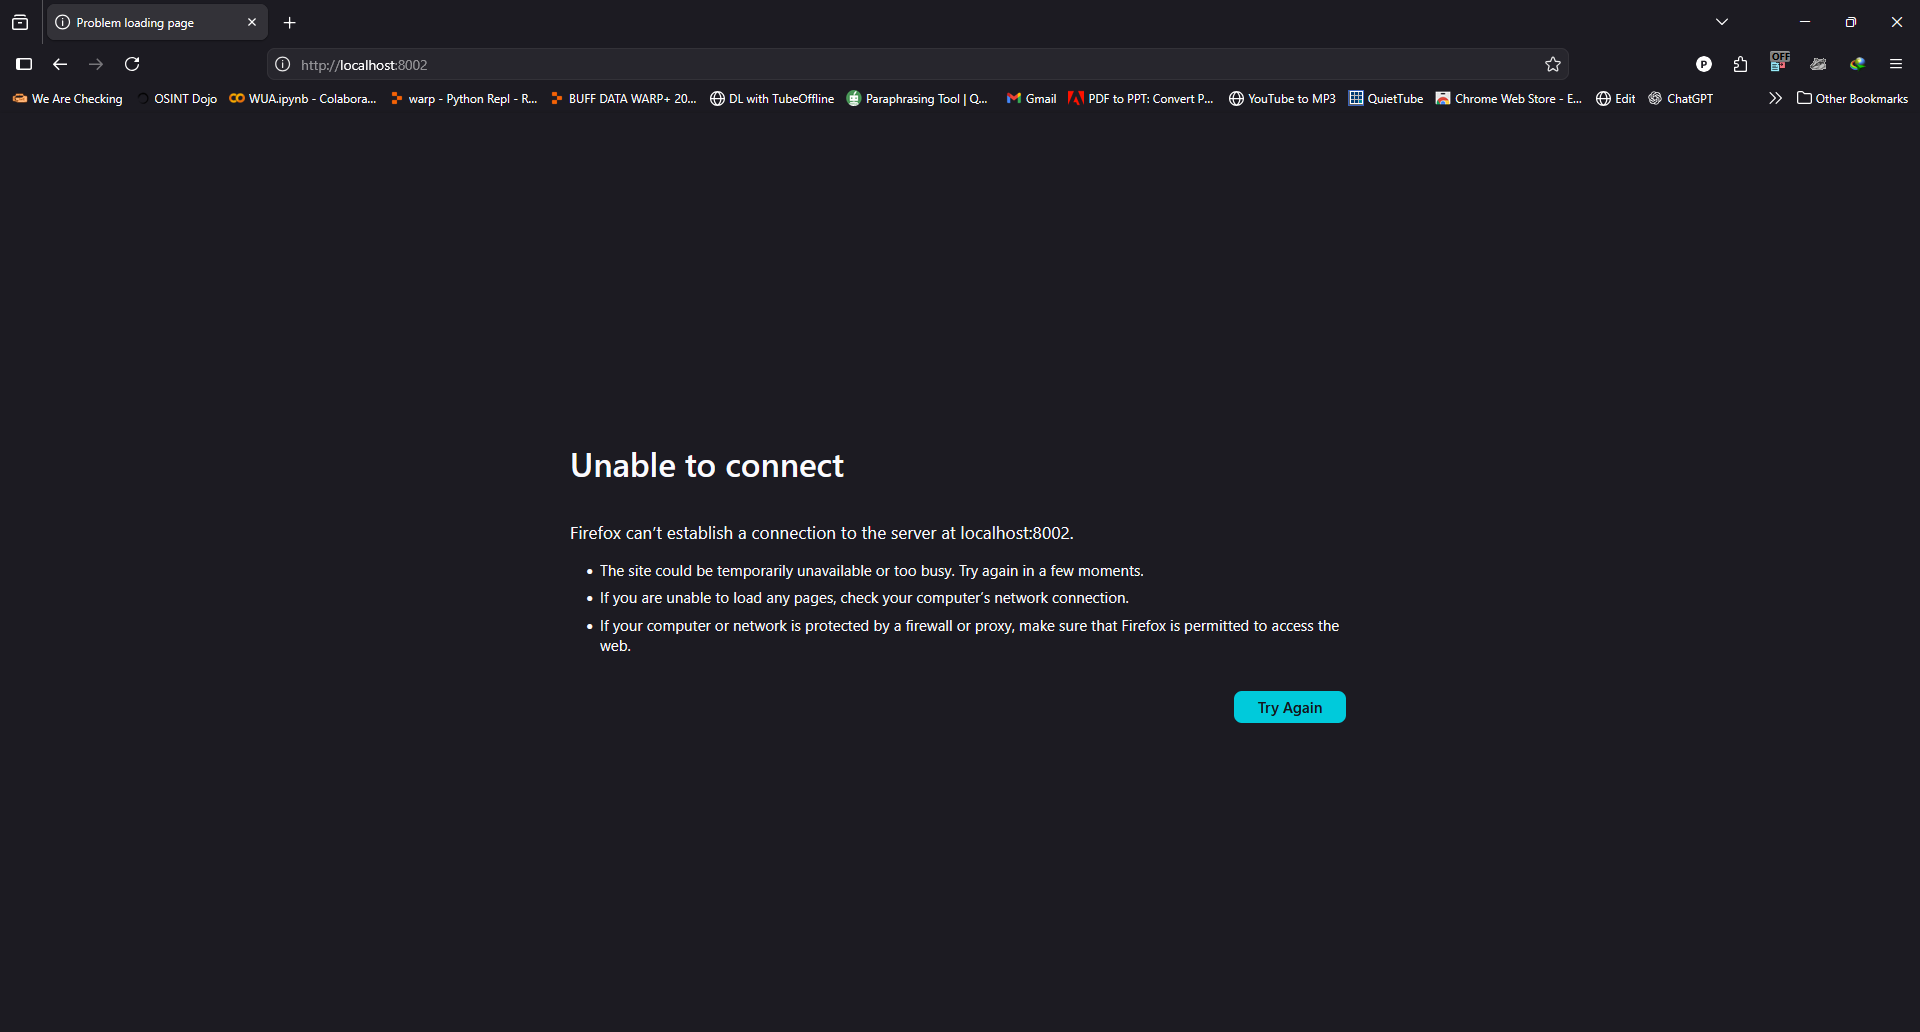 Problem loading page
http://localhost:8002
We Are Checking
OSINT Dojo
WUA.ipynb - Colabora...
warp - Python Repl - R...
BUFF DATA WARP+ 20...
DL with TubeOffline
Paraphrasing Tool | Q...
Gmail
PDF to PPT: Convert P...
YouTube to MP3
QuietTube
Chrome Web Store - E...
Edit
ChatGPT
Other Bookmarks
P
OFF
Unable to connect
Firefox can’t establish a connection to the server at localhost:8002.
• The site could be temporarily unavailable or too busy. Try again in a few moments.
• If you are unable to load any pages, check your computer’s network connection.
• If your computer or network is protected by a firewall or proxy, make sure that Firefox is permitted to access the
web.
Try Again